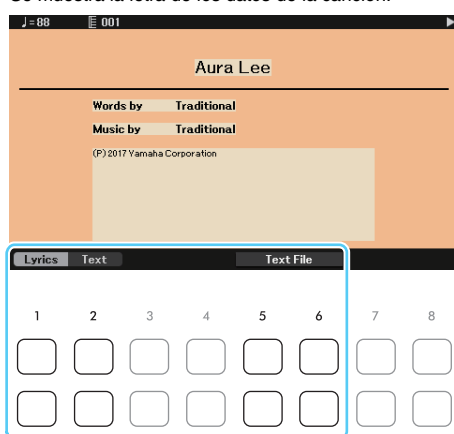 Se muestra la letra de los datos de la canción.
♩=88 001
Aura Lee
Words by Traditional
Music by Traditional
(P) 2017 Yamaha Corporation
Lyrics Text Text File
1 2 3 4 5 6 7 8